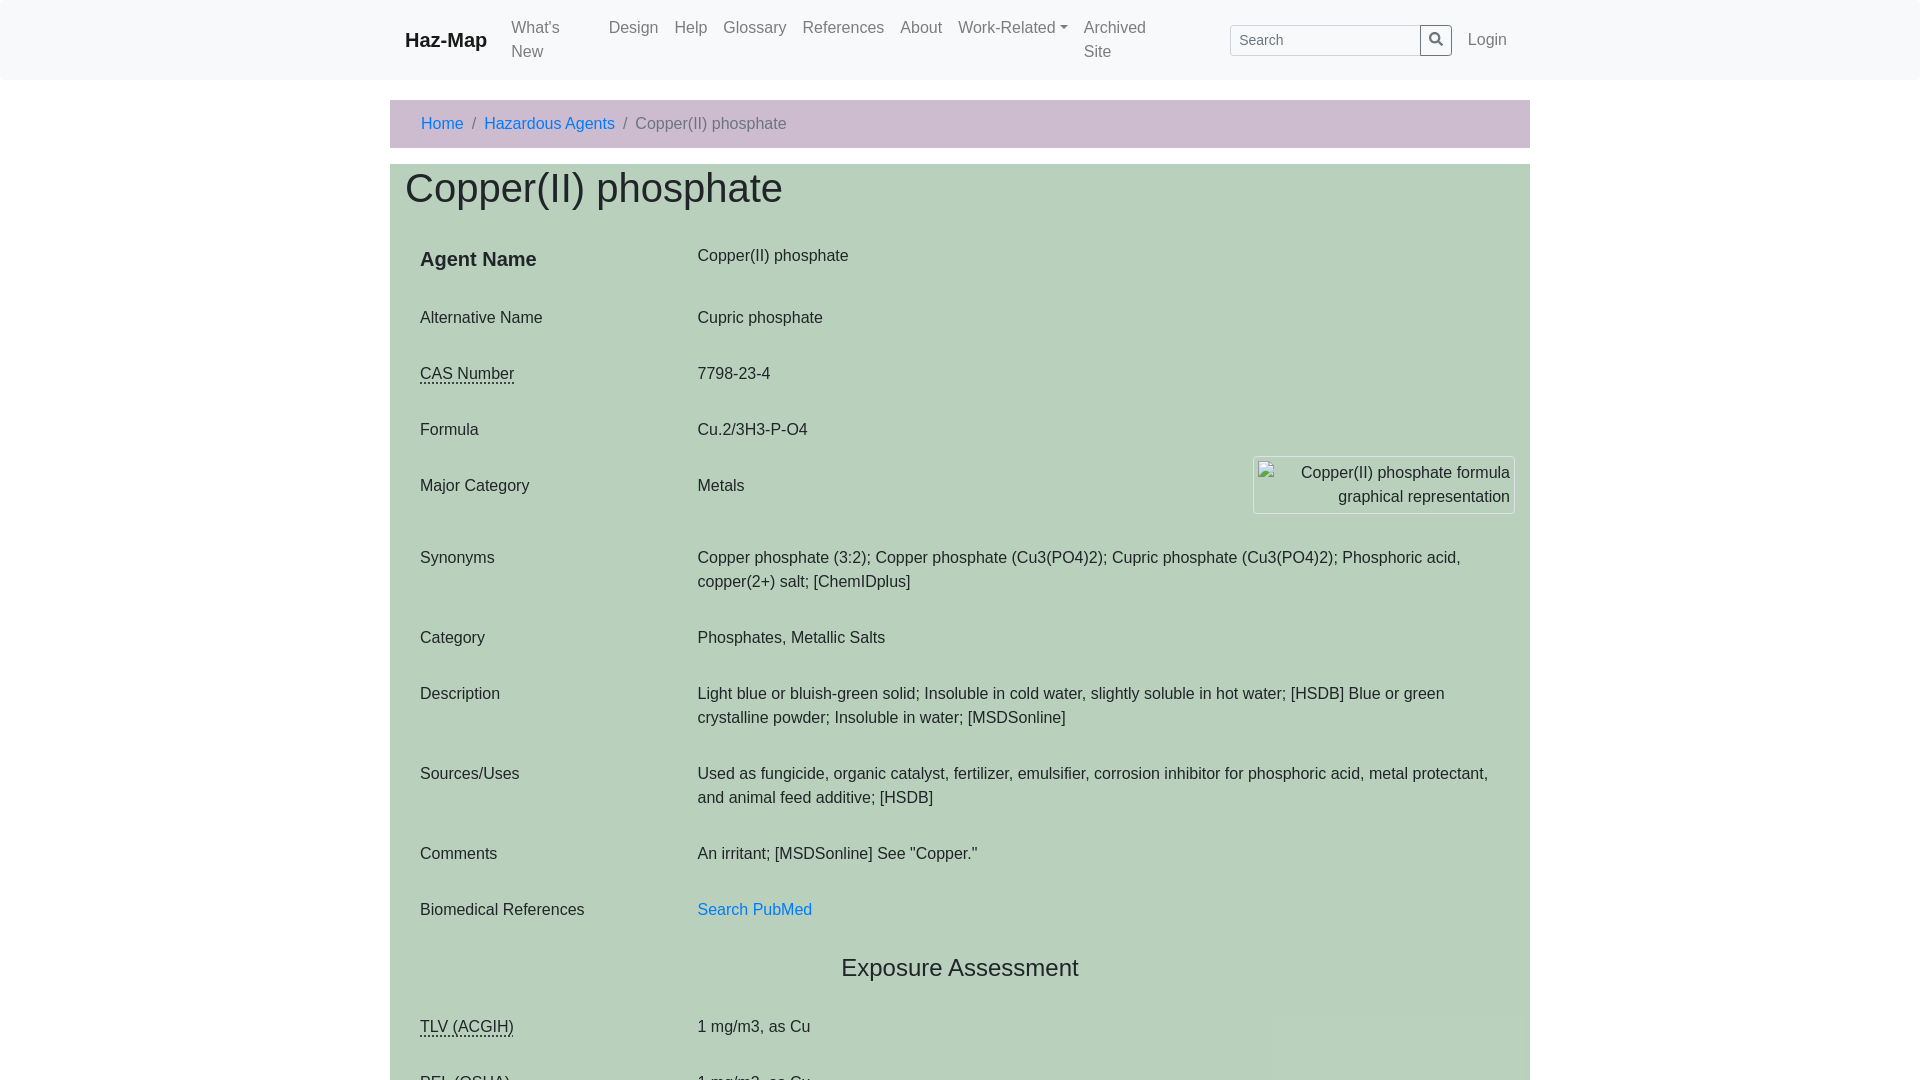 Haz-Map
What's
New
Design
Help
Glossary
References
About
Work-Related
Archived
Site
Search
Login
Home / Hazardous Agents / Copper(II) phosphate
Copper(II) phosphate
Agent Name
Copper(II) phosphate
Alternative Name
Cupric phosphate
CAS Number
7798-23-4
Formula
Cu.2/3H3-P-O4
Major Category
Metals
Copper(II) phosphate formula
graphical representation
Synonyms
Copper phosphate (3:2); Copper phosphate (Cu3(PO4)2); Cupric phosphate (Cu3(PO4)2); Phosphoric acid,
copper(2+) salt; [ChemIDplus]
Category
Phosphates, Metallic Salts
Description
Light blue or bluish-green solid; Insoluble in cold water, slightly soluble in hot water; [HSDB] Blue or green
crystalline powder; Insoluble in water; [MSDSonline]
Sources/Uses
Used as fungicide, organic catalyst, fertilizer, emulsifier, corrosion inhibitor for phosphoric acid, metal protectant,
and animal feed additive; [HSDB]
Comments
An irritant; [MSDSonline] See "Copper."
Biomedical References
Search PubMed
Exposure Assessment
TLV (ACGIH)
1 mg/m3, as Cu
PEL (OSHA)
1 mg/m3, as Cu